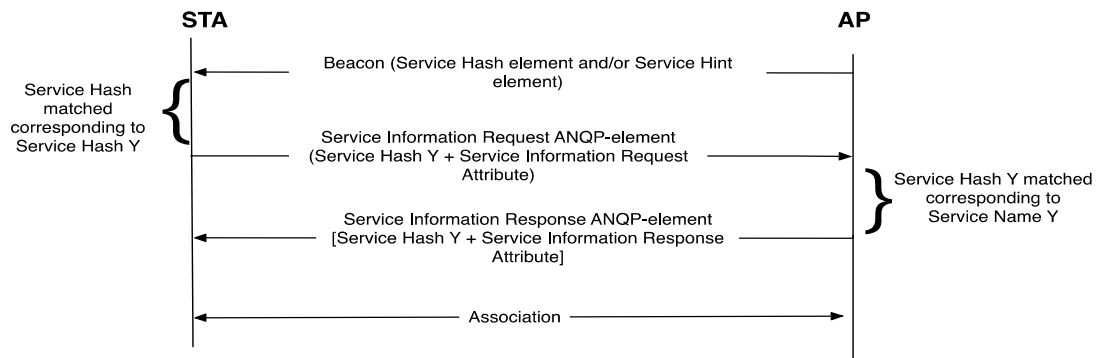 STA
AP
Beacon (Service Hash element and/or Service Hint
element)
Service Hash
matched
corresponding to
Service Hash Y
Service Information Request ANQP-element
(Service Hash Y + Service Information Request
Attribute)
Service Hash Y matched
corresponding to
Service Name Y
Service Information Response ANQP-element
[Service Hash Y + Service Information Response
Attribute]
Association